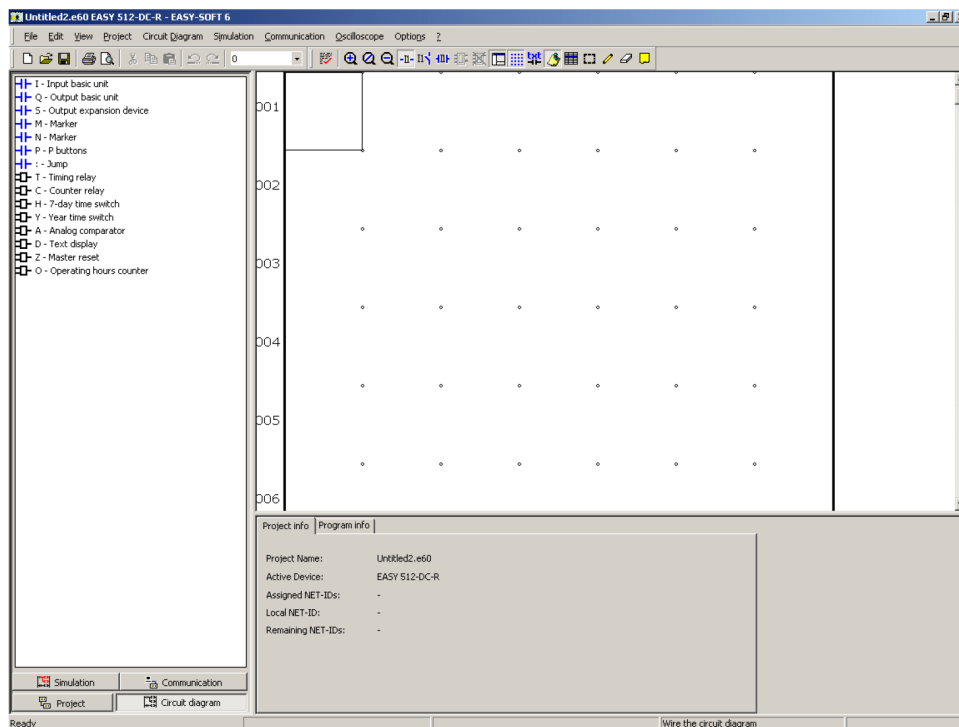 Untitled2.e60 EASY 512-DC-R - EASY-SOFT 6
File Edit View Project Circuit Diagram Simulation Communication Oscilloscope Options ?
0
I - Input basic unit
Q - Output basic unit
S - Output expansion device
M - Marker
N - Marker
P - P buttons
: - Jump
T - Timing relay
C - Counter relay
H - 7-day time switch
Y - Year time switch
A - Analog comparator
D - Text display
Z - Master reset
O - Operating hours counter
001
002
003
004
005
006
Project info Program info
Project Name: Untitled2.e60
Active Device: EASY 512-DC-R
Assigned NET-IDs: -
Local NET-ID: -
Remaining NET-IDs: -
Simulation Communication
Project Circuit diagram
Ready Wire the circuit diagram